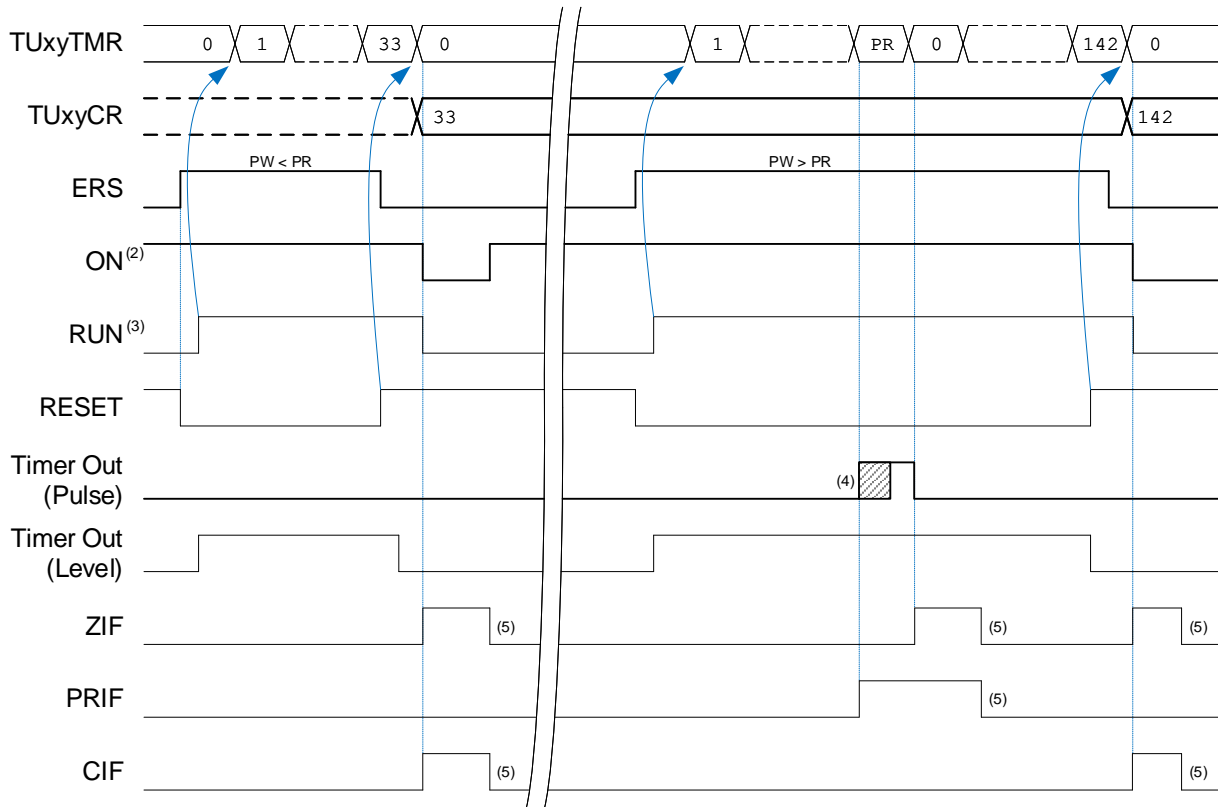 TUxyTMR 0 1 33 0 1 PR 0 142 0
TUxyCR 33 142
PW < PR PW > PR
ERS
ON(2)
RUN(3)
RESET
Timer Out
(Pulse) (4)
Timer Out
(Level)
ZIF (5) (5) (5)
PRIF (5)
CIF (5) (5)